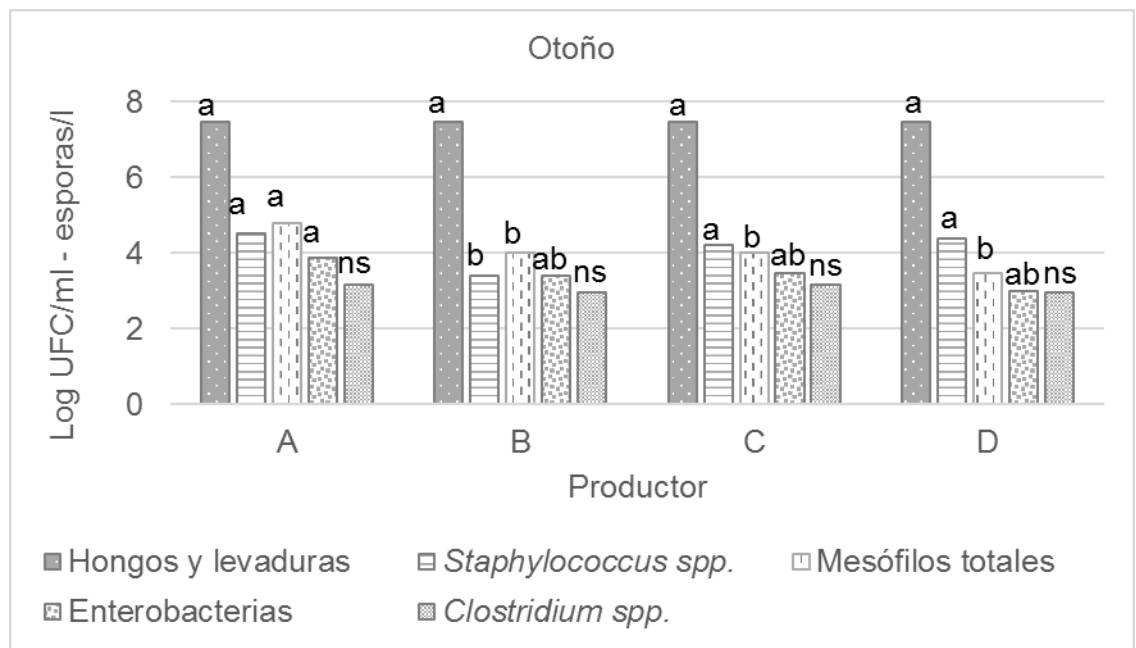 Otoño
Log UFC/ml - esporas/l
8
6
4
2
0
a a a a ns
a b b ab ns
a a b ab ns
a a b ab ns
A B C D
Productor
Hongos y levaduras Staphylococcus spp. Mesófilos totales
Enterobacterias Clostridium spp.